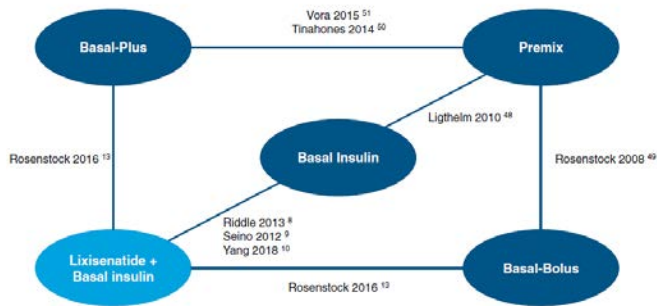 Vora 2015 51
Tinahones 2014 50
Basal-Plus
Premix
Ligthelm 2010 48
Rosenstock 2016 13
Basal Insulin
Rosenstock 2008 49
Riddle 2013 8
Seino 2012 9
Yang 2018 10
Lixisenatide +
Basal insulin
Basal-Bolus
Rosenstock 2016 13